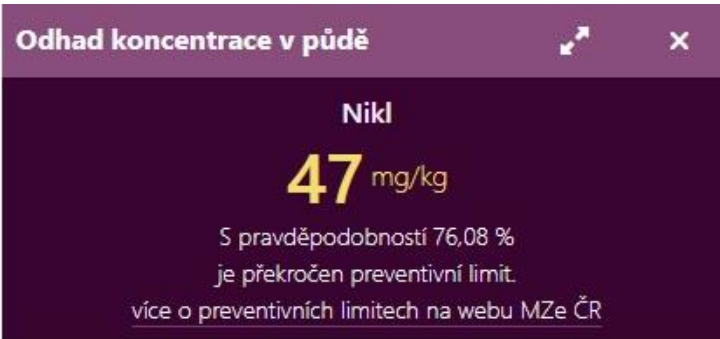 Odhad koncentrace v půdě
Nikl
47 mg/kg
S pravděpodobností 76,08 %
je překročen preventivní limit.
více o preventivních limitech na webu MZe ČR